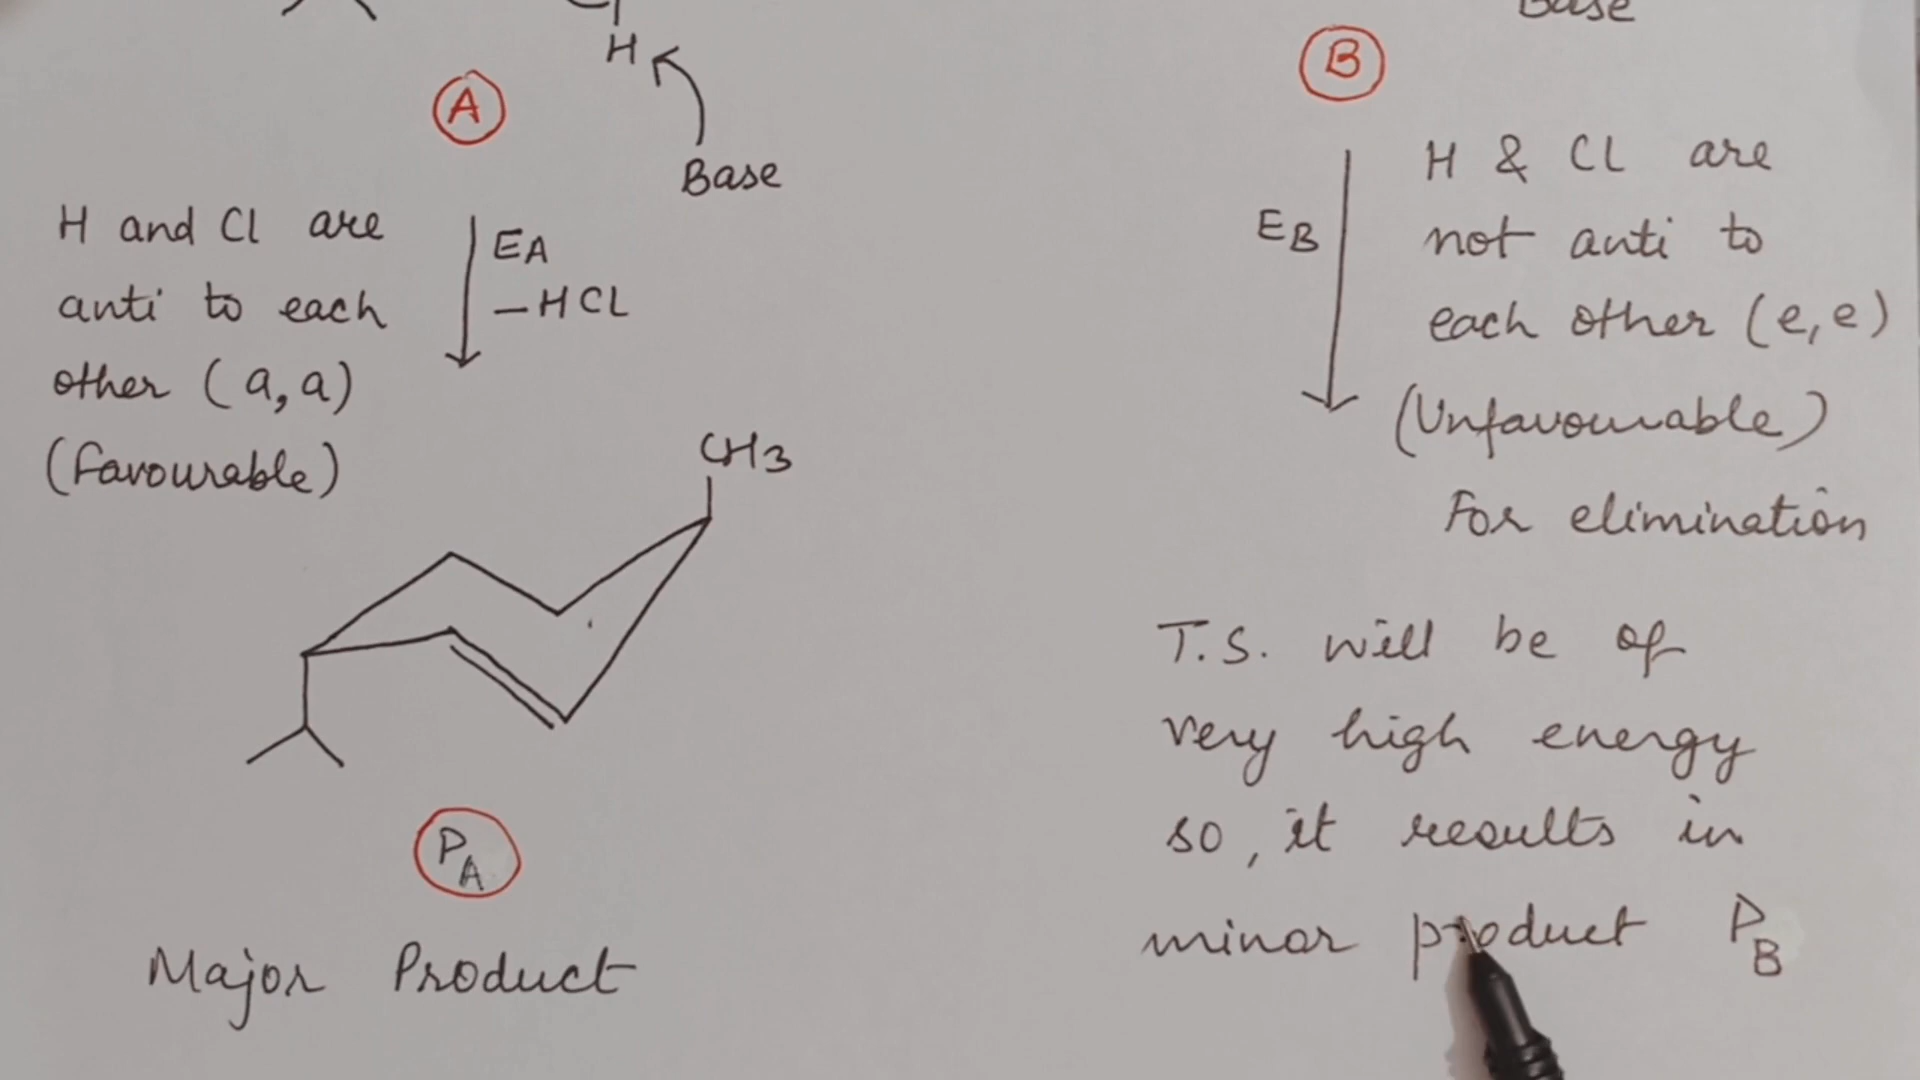 Base
H
B
A
Base
H and Cl are
anti to each
other (a,a)
(favourable)
EA
-HCL
EB
H & CL are
not anti to
each other (e,e)
(Unfavourable)
For elimination
CH3
PA
Major Product
T.S. will be of
very high energy
so, it results in
minor product PB